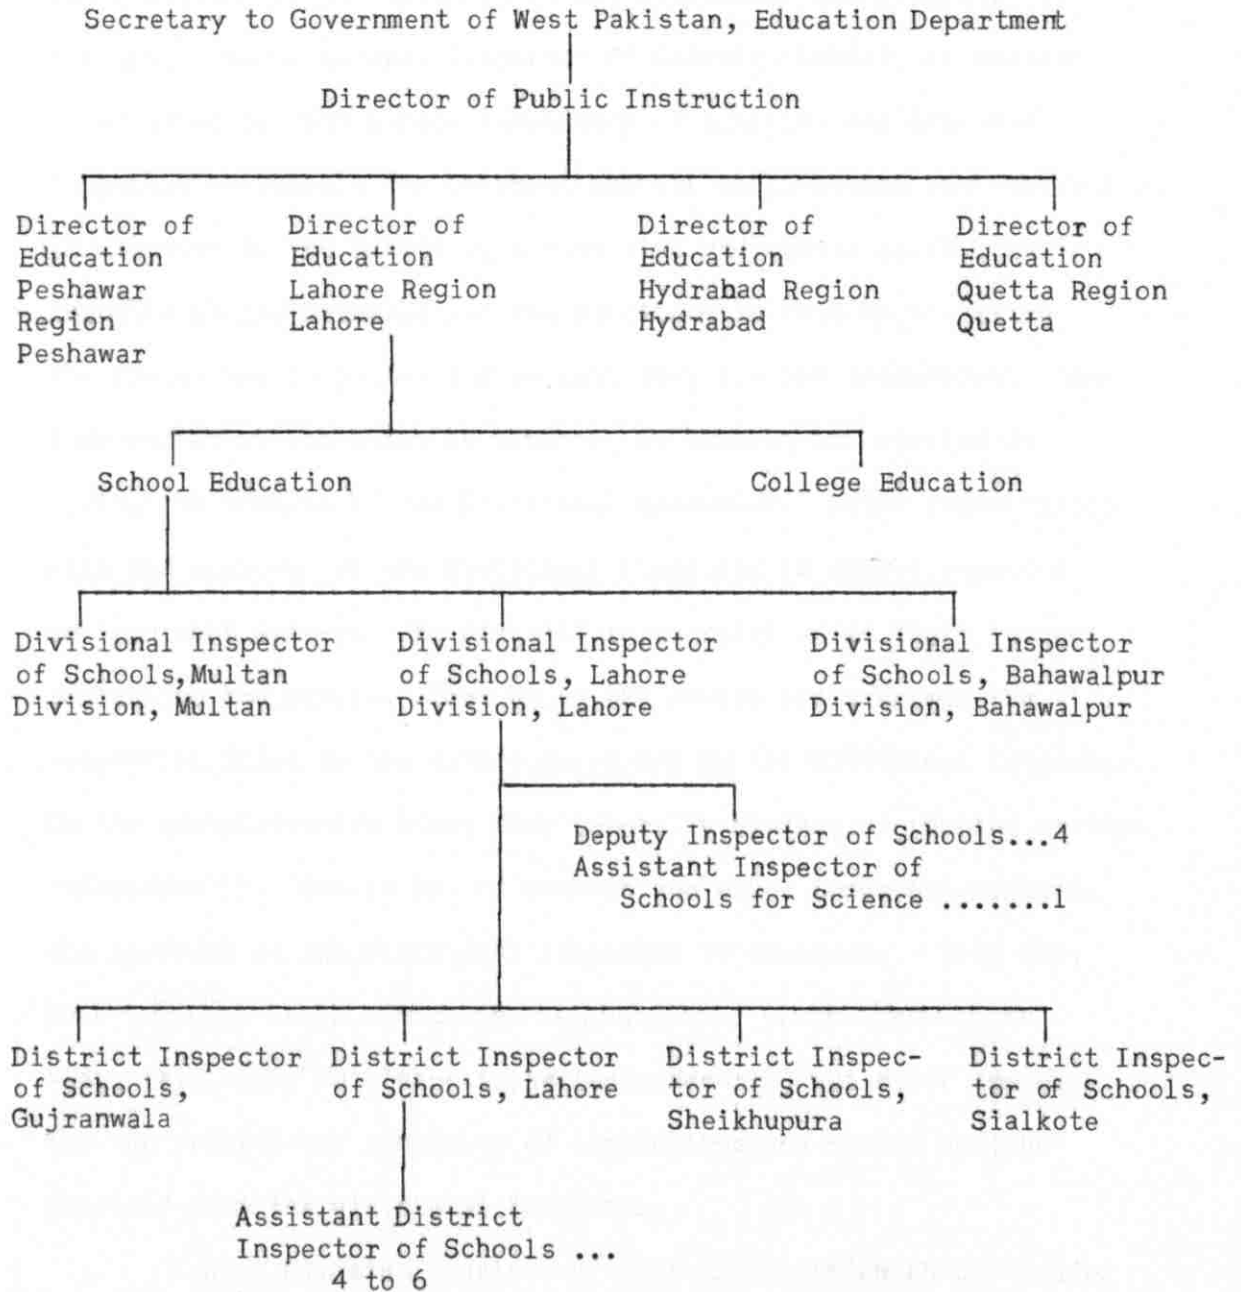 Secretary to Government of West Pakistan, Education Department
Director of Public Instruction
Director of
Education
Peshawar
Region
Peshawar
Director of
Education
Lahore Region
Lahore
Director of
Education
Hydrabad Region
Hydrabad
Director of
Education
Quetta Region
Quetta
School Education
College Education
Divisional Inspector
of Schools,Multan
Division, Multan
Divisional Inspector
of Schools, Lahore
Division, Lahore
Divisional Inspector
of Schools, Bahawalpur
Division, Bahawalpur
Deputy Inspector of Schools...4
Assistant Inspector of
Schools for Science .......1
District Inspector
of Schools,
Gujranwala
District Inspector
of Schools, Lahore
District Inspec-
tor of Schools,
Sheikhupura
District Inspec-
tor of Schools,
Sialkote
Assistant District
Inspector of Schools ...
4 to 6